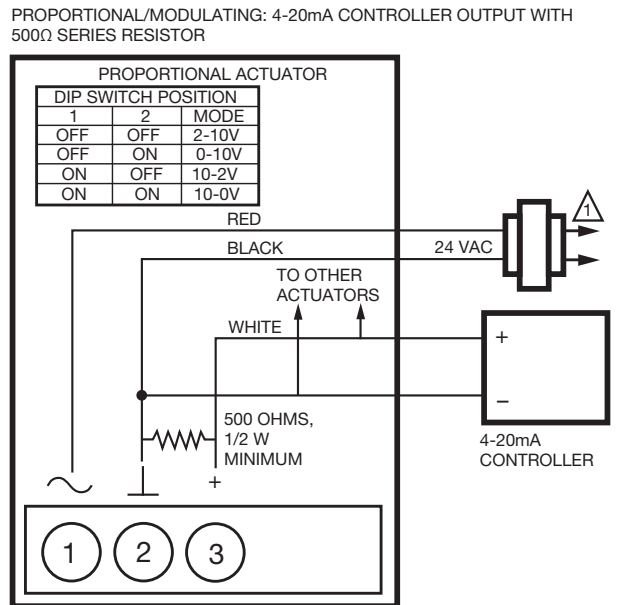 PROPORTIONAL/MODULATING: 4-20mA CONTROLLER OUTPUT WITH
500Ω SERIES RESISTOR
PROPORTIONAL ACTUATOR
DIP SWITCH POSITION
1 2 MODE
OFF OFF 2-10V
OFF ON 0-10V
ON OFF 10-2V
ON ON 10-0V
RED
1
BLACK
24 VAC
TO OTHER
ACTUATORS
WHITE
+
−
500 OHMS,
1/2 W
MINIMUM
+
4-20mA
CONTROLLER
1 2 3